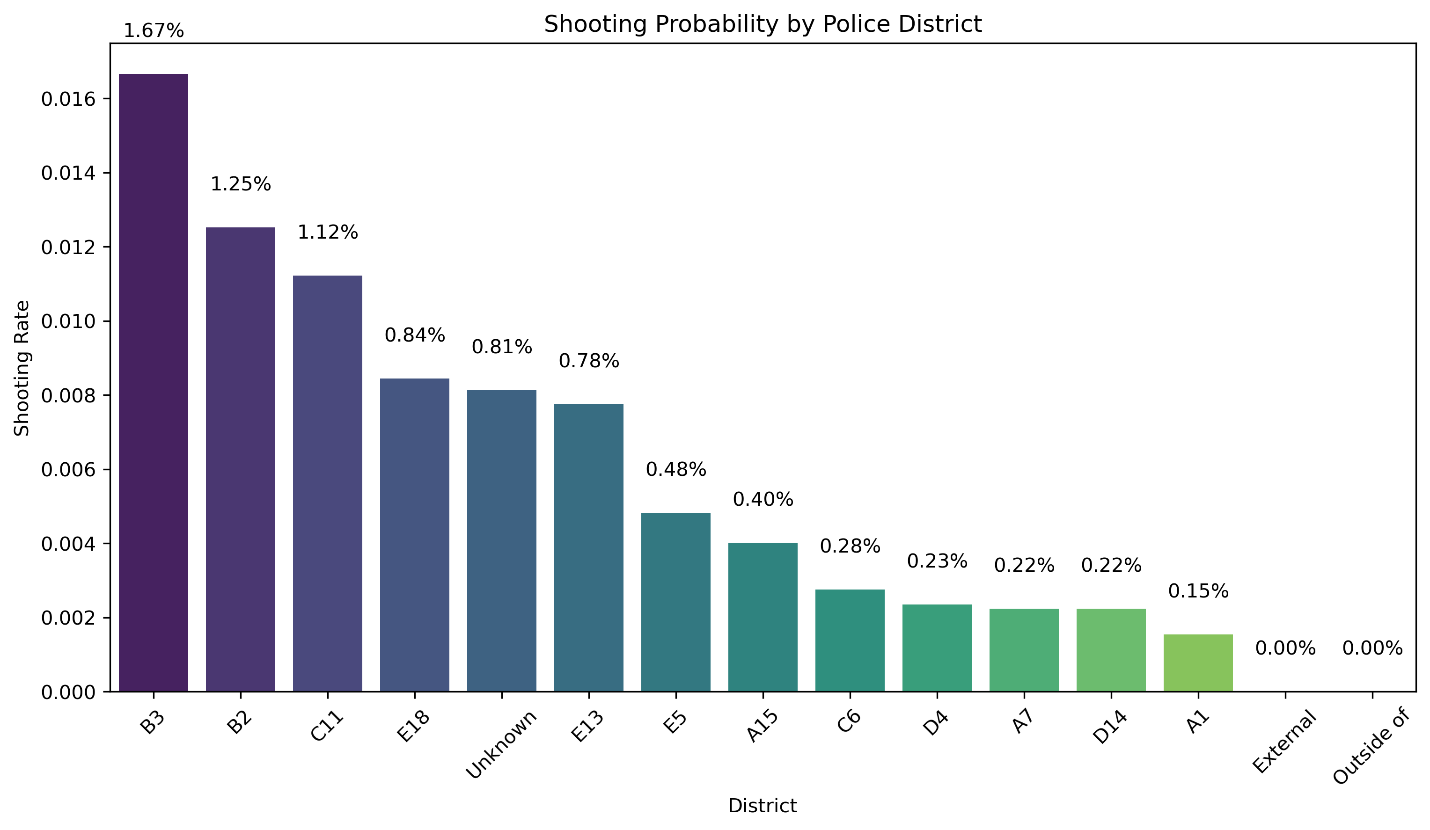 Shooting Probability by Police District
1.67%
1.25%
1.12%
0.84%
0.81%
0.78%
0.48%
0.40%
0.28%
0.23%
0.22%
0.22%
0.15%
0.00%
0.00%
Shooting Rate
0.016
0.014
0.012
0.010
0.008
0.006
0.004
0.002
0.000
B3
B2
C11
E18
Unknown
E13
E5
A15
C6
D4
A7
D14
A1
External
Outside of
District